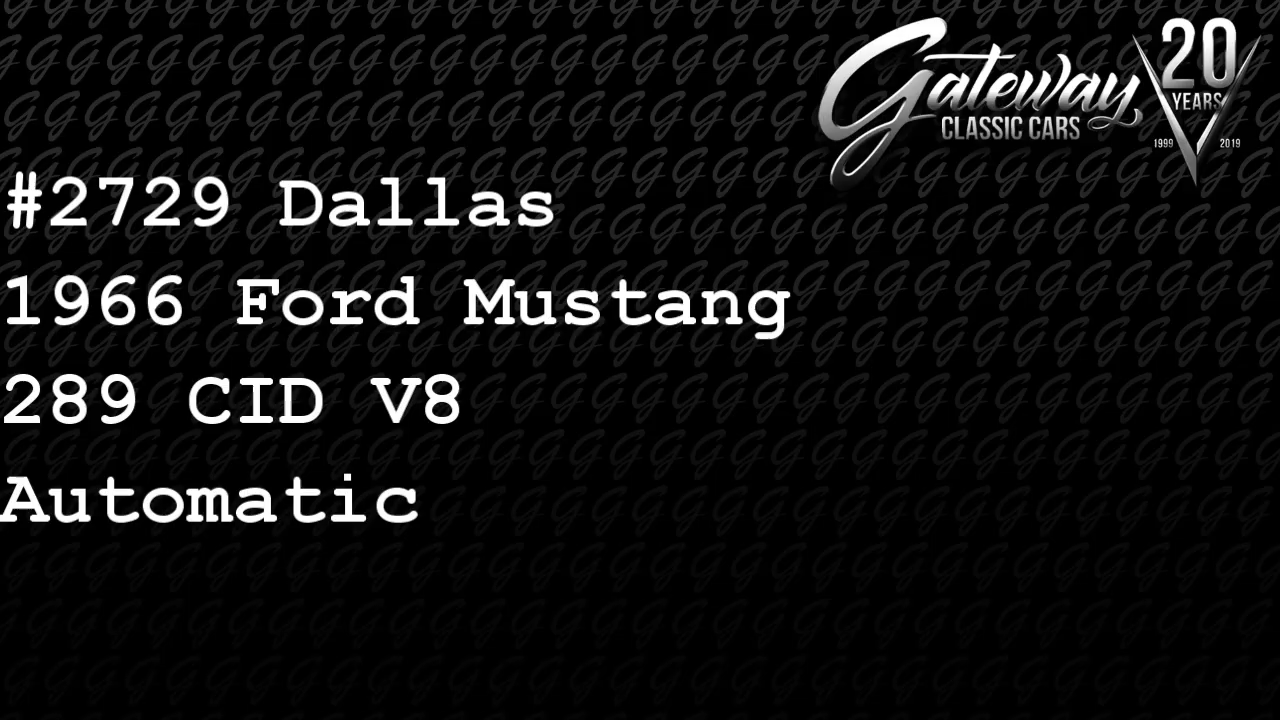 Gateway
CLASSIC CARS
20
YEARS
1999 2019
#2729 Dallas
1966 Ford Mustang
289 CID V8
Automatic